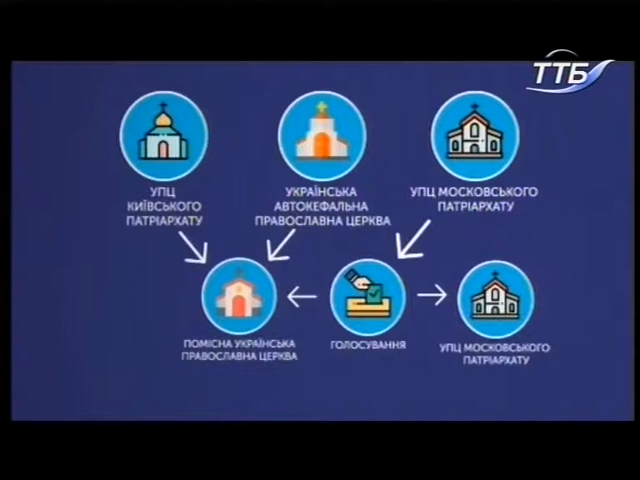 ТТБ
УПЦ
КИЇВСЬКОГО
ПАТРІАРХАТУ
УКРАЇНСЬКА
АВТОКЕФАЛЬНА
ПРАВОСЛАВНА ЦЕРКВА
УПЦ МОСКОВСЬКОГО
ПАТРІАРХАТУ
ПОМІСНА УКРАЇНСЬКА
ПРАВОСЛАВНА ЦЕРКВА
ГОЛОСУВАННЯ
УПЦ МОСКОВСЬКОГО
ПАТРІАРХАТУ